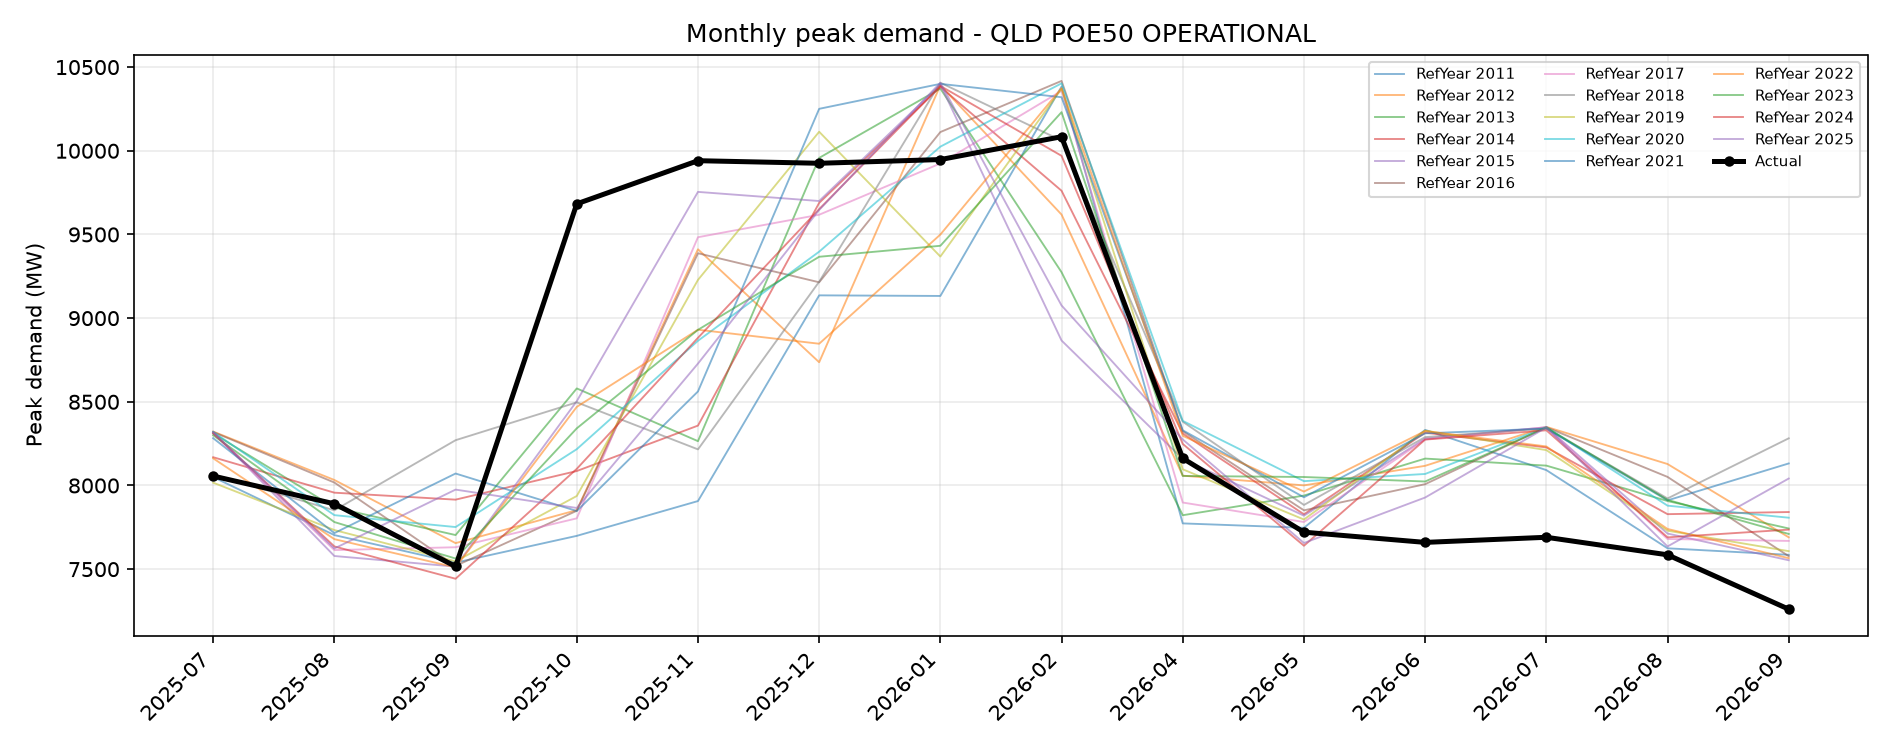 Monthly peak demand - QLD POE50 OPERATIONAL
Peak demand (MW)
10500
10000
9500
9000
8500
8000
7500
RefYear 2011
RefYear 2012
RefYear 2013
RefYear 2014
RefYear 2015
RefYear 2016
RefYear 2017
RefYear 2018
RefYear 2019
RefYear 2020
RefYear 2021
RefYear 2022
RefYear 2023
RefYear 2024
RefYear 2025
Actual
2025-07
2025-08
2025-09
2025-10
2025-11
2025-12
2026-01
2026-02
2026-04
2026-05
2026-06
2026-07
2026-08
2026-09